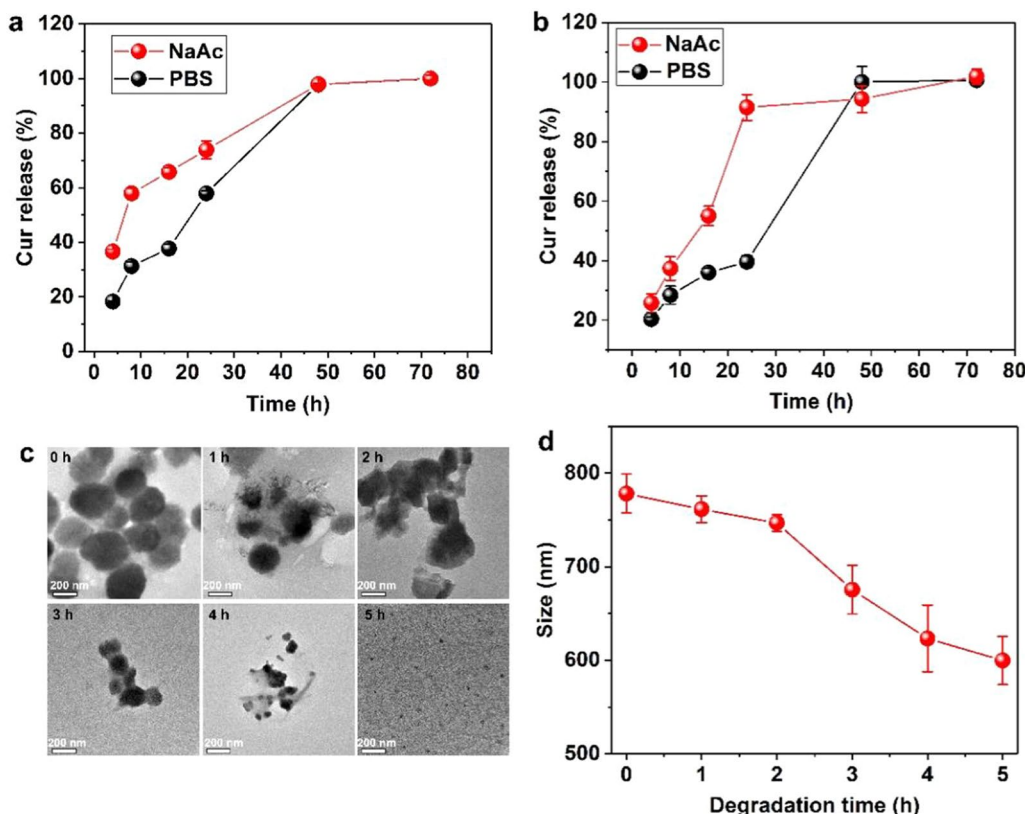 a
120
100
80
60
40
20
0
Cur release (%)
NaAc
PBS
0 10 20 30 40 50 60 70 80
Time (h)
b
120
100
80
60
40
20
Cur release (%)
NaAc
PBS
0 10 20 30 40 50 60 70 80
Time (h)
c
0 h
200 nm
1 h
200 nm
2 h
200 nm
3 h
200 nm
4 h
200 nm
5 h
200 nm
d
800
700
600
500
Size (nm)
0 1 2 3 4 5
Degradation time (h)